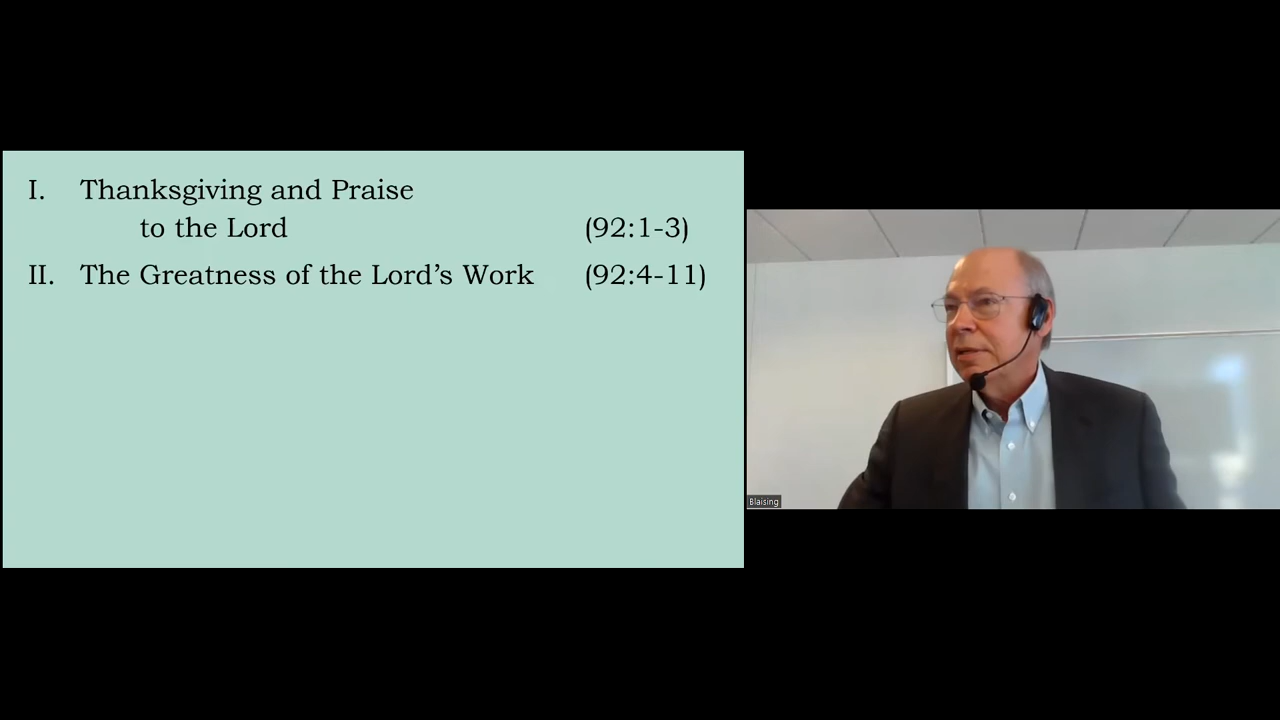 I. Thanksgiving and Praise
to the Lord (92:1-3)
II. The Greatness of the Lord’s Work (92:4-11)
Blaising